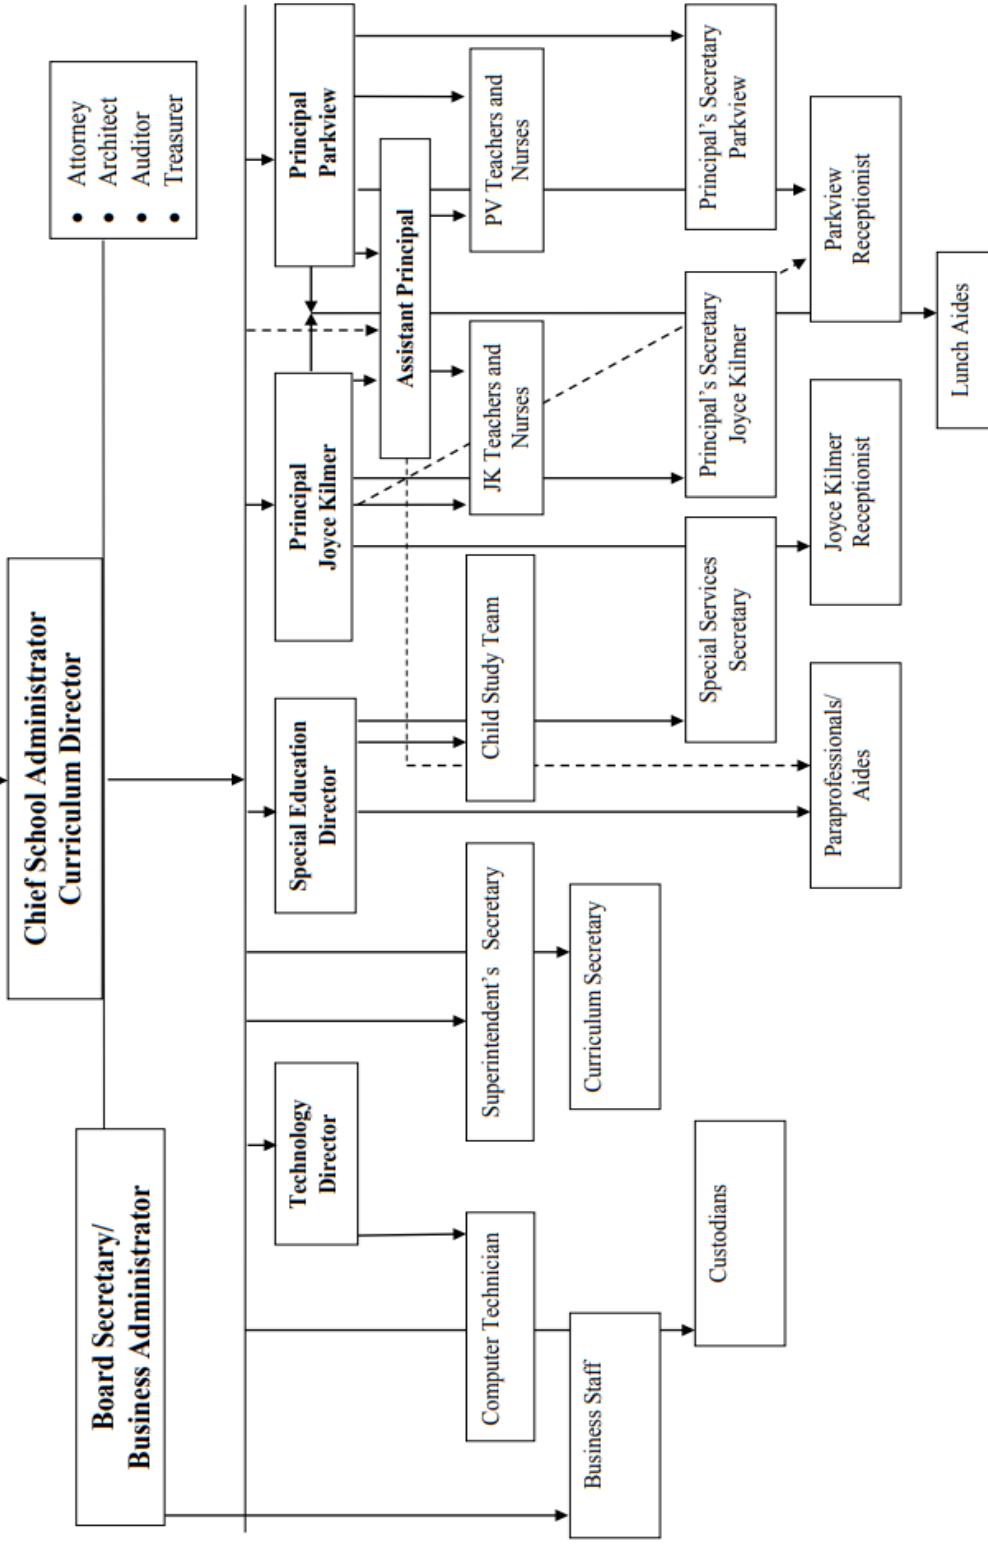 Chief School Administrator
Curriculum Director
Board Secretary/
Business Administrator
• Attorney
• Architect
• Auditor
• Treasurer
Technology
Director
Special Education
Director
Principal
Joyce Kilmer
Principal
Parkview
Assistant Principal
Computer Technician
Superintendent's Secretary
Child Study Team
JK Teachers and
Nurses
PV Teachers and
Nurses
Business Staff
Curriculum Secretary
Custodians
Special Services
Secretary
Principal's Secretary
Joyce Kilmer
Principal's Secretary
Parkview
Paraprofessionals/
Aides
Joyce Kilmer
Receptionist
Parkview
Receptionist
Lunch Aides